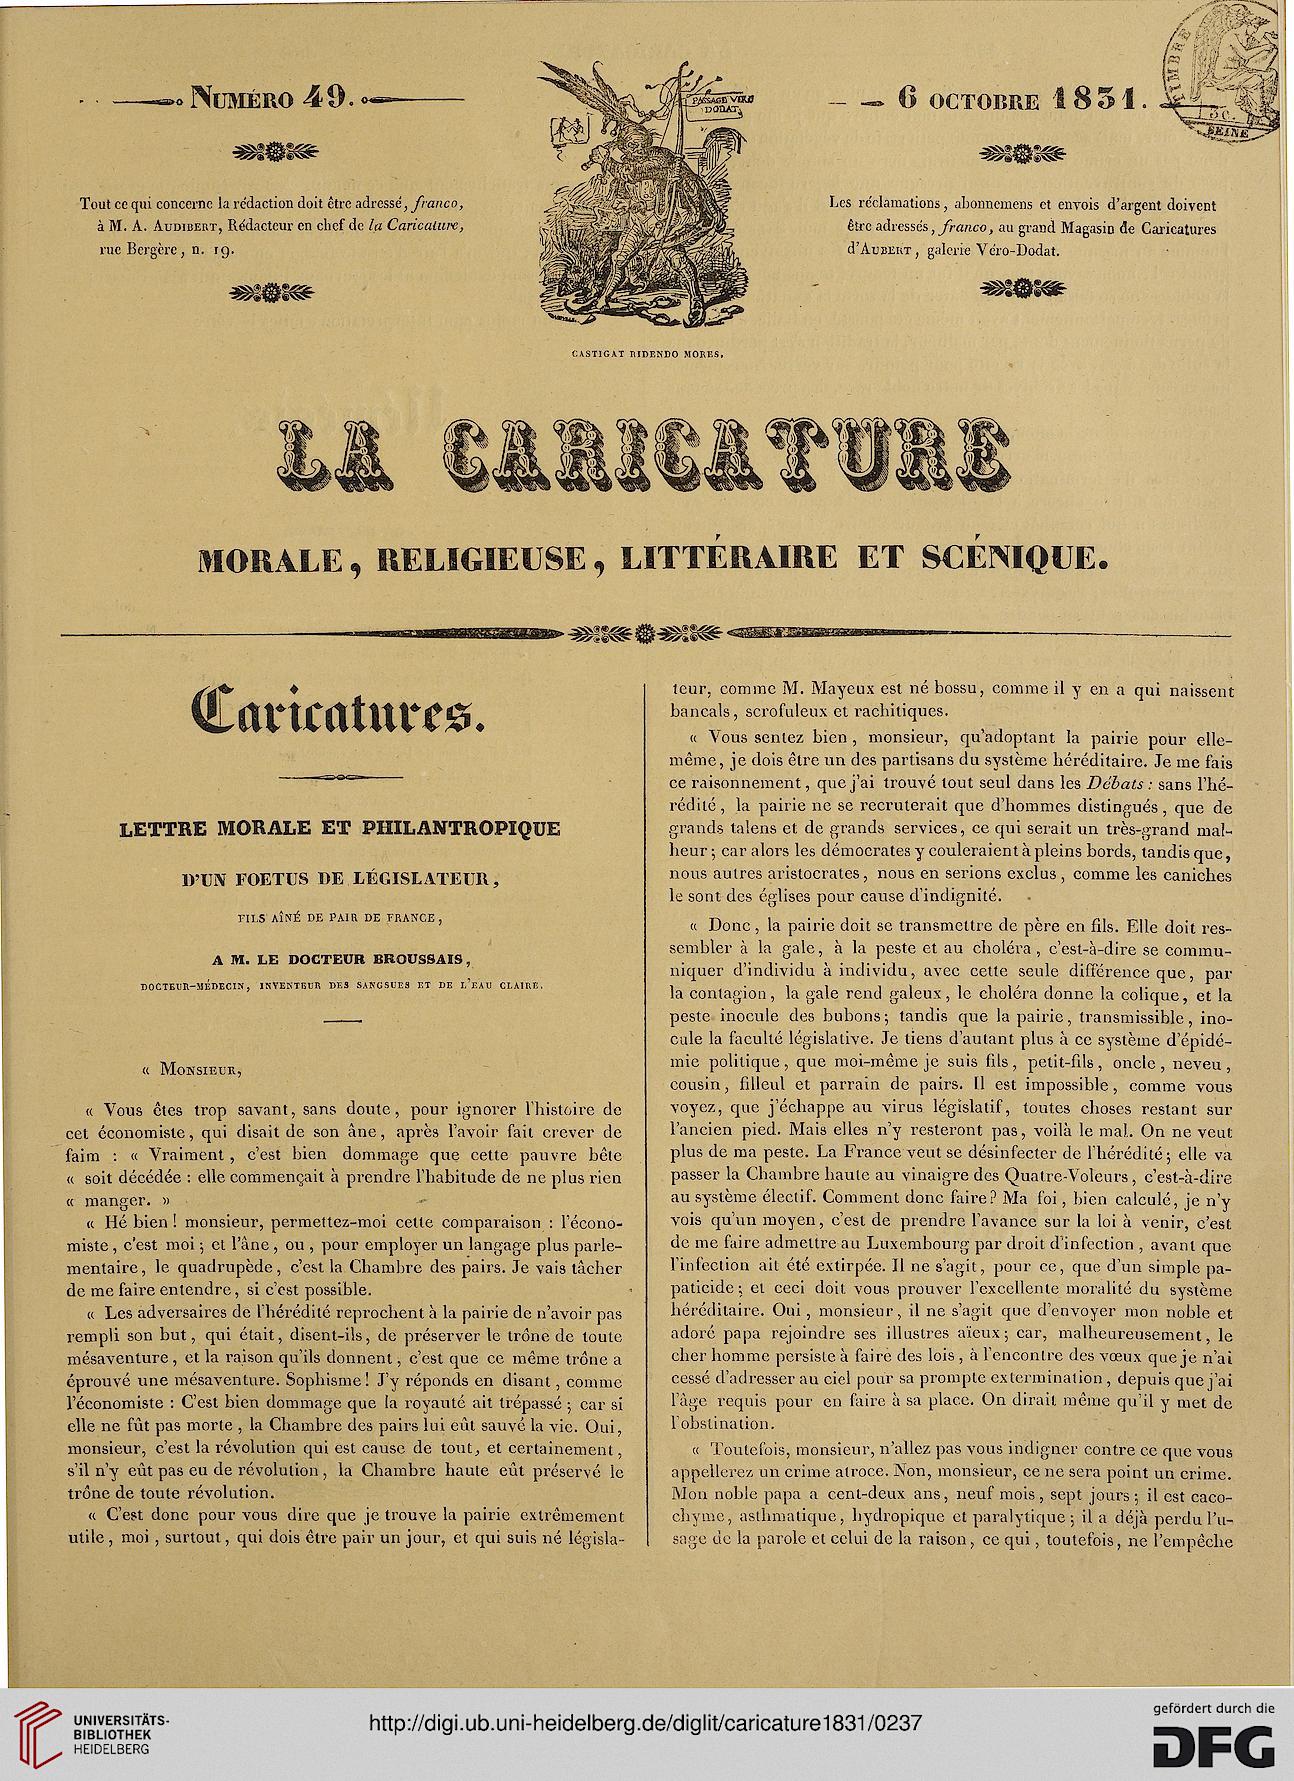 Numéro 49.
6 octobre 1831.
TIMBRE
SEINE
PASSAGE VERO
DODAT
Tout ce qui concerne la rédaction doit être adressé, franco,
à M. A. Audibert, Rédacteur en chef de la Caricature,
rue Bergère, n. 19.
Les réclamations, abonnemens et envois d'argent doivent
être adressés, franco, au grand Magasin de Caricatures
d'Aubert, galerie Véro-Dodat.
CASTIGAT RIDENDO MORES.
LA CARICATURE
MORALE, RELIGIEUSE, LITTÉRAIRE ET SCÉNIQUE.
Caricatures.
LETTRE MORALE ET PHILANTROPIQUE
D'UN FOETUS DE LÉGISLATEUR,
FILS AÎNÉ DE PAIR DE FRANCE,
A M. LE DOCTEUR BROUSSAIS,
DOCTEUR-MÉDECIN, INVENTEUR DES SANGSUES ET DE L'EAU CLAIRE.
« Monsieur,
« Vous êtes trop savant, sans doute, pour ignorer l'histoire de
cet économiste, qui disait de son âne, après l'avoir fait crever de
faim : « Vraiment, c'est bien dommage que cette pauvre bête
« soit décédée : elle commençait à prendre l'habitude de ne plus rien
« manger. »
« Hé bien ! monsieur, permettez-moi cette comparaison : l'écono-
miste, c'est moi ; et l'âne, ou, pour employer un langage plus parle-
mentaire, le quadrupède, c'est la Chambre des pairs. Je vais tâcher
de me faire entendre, si c'est possible.
« Les adversaires de l'hérédité reprochent à la pairie de n'avoir pas
rempli son but, qui était, disent-ils, de préserver le trône de toute
mésaventure, et la raison qu'ils donnent, c'est que ce même trône a
éprouvé une mésaventure. Sophisme ! J'y réponds en disant, comme
l'économiste : C'est bien dommage que la royauté ait trépassé ; car si
elle ne fût pas morte, la Chambre des pairs lui eût sauvé la vie. Oui,
monsieur, c'est la révolution qui est cause de tout, et certainement,
s'il n'y eût pas eu de révolution, la Chambre haute eût préservé le
trône de toute révolution.
« C'est donc pour vous dire que je trouve la pairie extrêmement
utile, moi, surtout, qui dois être pair un jour, et qui suis né législa-
teur, comme M. Mayeux est né bossu, comme il y en a qui naissent
bancals, scrofuleux et rachitiques.
« Vous sentez bien, monsieur, qu'adoptant la pairie pour elle-
même, je dois être un des partisans du système héréditaire. Je me fais
ce raisonnement, que j'ai trouvé tout seul dans les Débats : sans l'hé-
rédité, la pairie ne se recruterait que d'hommes distingués, que de
grands talens et de grands services, ce qui serait un très-grand mal-
heur ; car alors les démocrates y couleraient à pleins bords, tandis que,
nous autres aristocrates, nous en serions exclus, comme les caniches
le sont des églises pour cause d'indignité.
« Donc, la pairie doit se transmettre de père en fils. Elle doit res-
sembler à la gale, à la peste et au choléra, c'est-à-dire se commu-
niquer d'individu à individu, avec cette seule différence que, par
la contagion, la gale rend galeux, le choléra donne la colique, et la
peste inocule des bubons ; tandis que la pairie, transmissible, ino-
cule la faculté législative. Je tiens d'autant plus à ce système d'épidé-
mie politique, que moi-même je suis fils, petit-fils, oncle, neveu,
cousin, filleul et parrain de pairs. Il est impossible, comme vous
voyez, que j'échappe au virus législatif, toutes choses restant sur
l'ancien pied. Mais elles n'y resteront pas, voilà le mal. On ne veut
plus de ma peste. La France veut se désinfecter de l'hérédité ; elle va
passer la Chambre haute au vinaigre des Quatre-Voleurs, c'est-à-dire
au système électif. Comment donc faire ? Ma foi, bien calculé, je n'y
vois qu'un moyen, c'est de prendre l'avance sur la loi à venir, c'est
de me faire admettre au Luxembourg par droit d'infection, avant que
l'infection ait été extirpée. Il ne s'agit, pour ce, que d'un simple pa-
paticide ; et ceci doit vous prouver l'excellente moralité du système
héréditaire. Oui, monsieur, il ne s'agit que d'envoyer mon noble et
adoré papa rejoindre ses illustres aïeux ; car, malheureusement, le
cher homme persiste à faire des lois, à l'encontre des vœux que je n'ai
cessé d'adresser au ciel pour sa prompte extermination, depuis que j'ai
l'âge requis pour en faire à sa place. On dirait même qu'il y met de
l'obstination.
« Toutefois, monsieur, n'allez pas vous indigner contre ce que vous
appellerez un crime atroce. Non, monsieur, ce ne sera point un crime.
Mon noble papa a cent-deux ans, neuf mois, sept jours ; il est caco-
chyme, asthmatique, hydropique et paralytique ; il a déjà perdu l'u-
sage de la parole et celui de la raison, ce qui, toutefois, ne l'empêche
UNIVERSITÄTS-
BIBLIOTHEK
HEIDELBERG
http://digi.ub.uni-heidelberg.de/diglit/caricature1831/0237
gefördert durch die
DFG